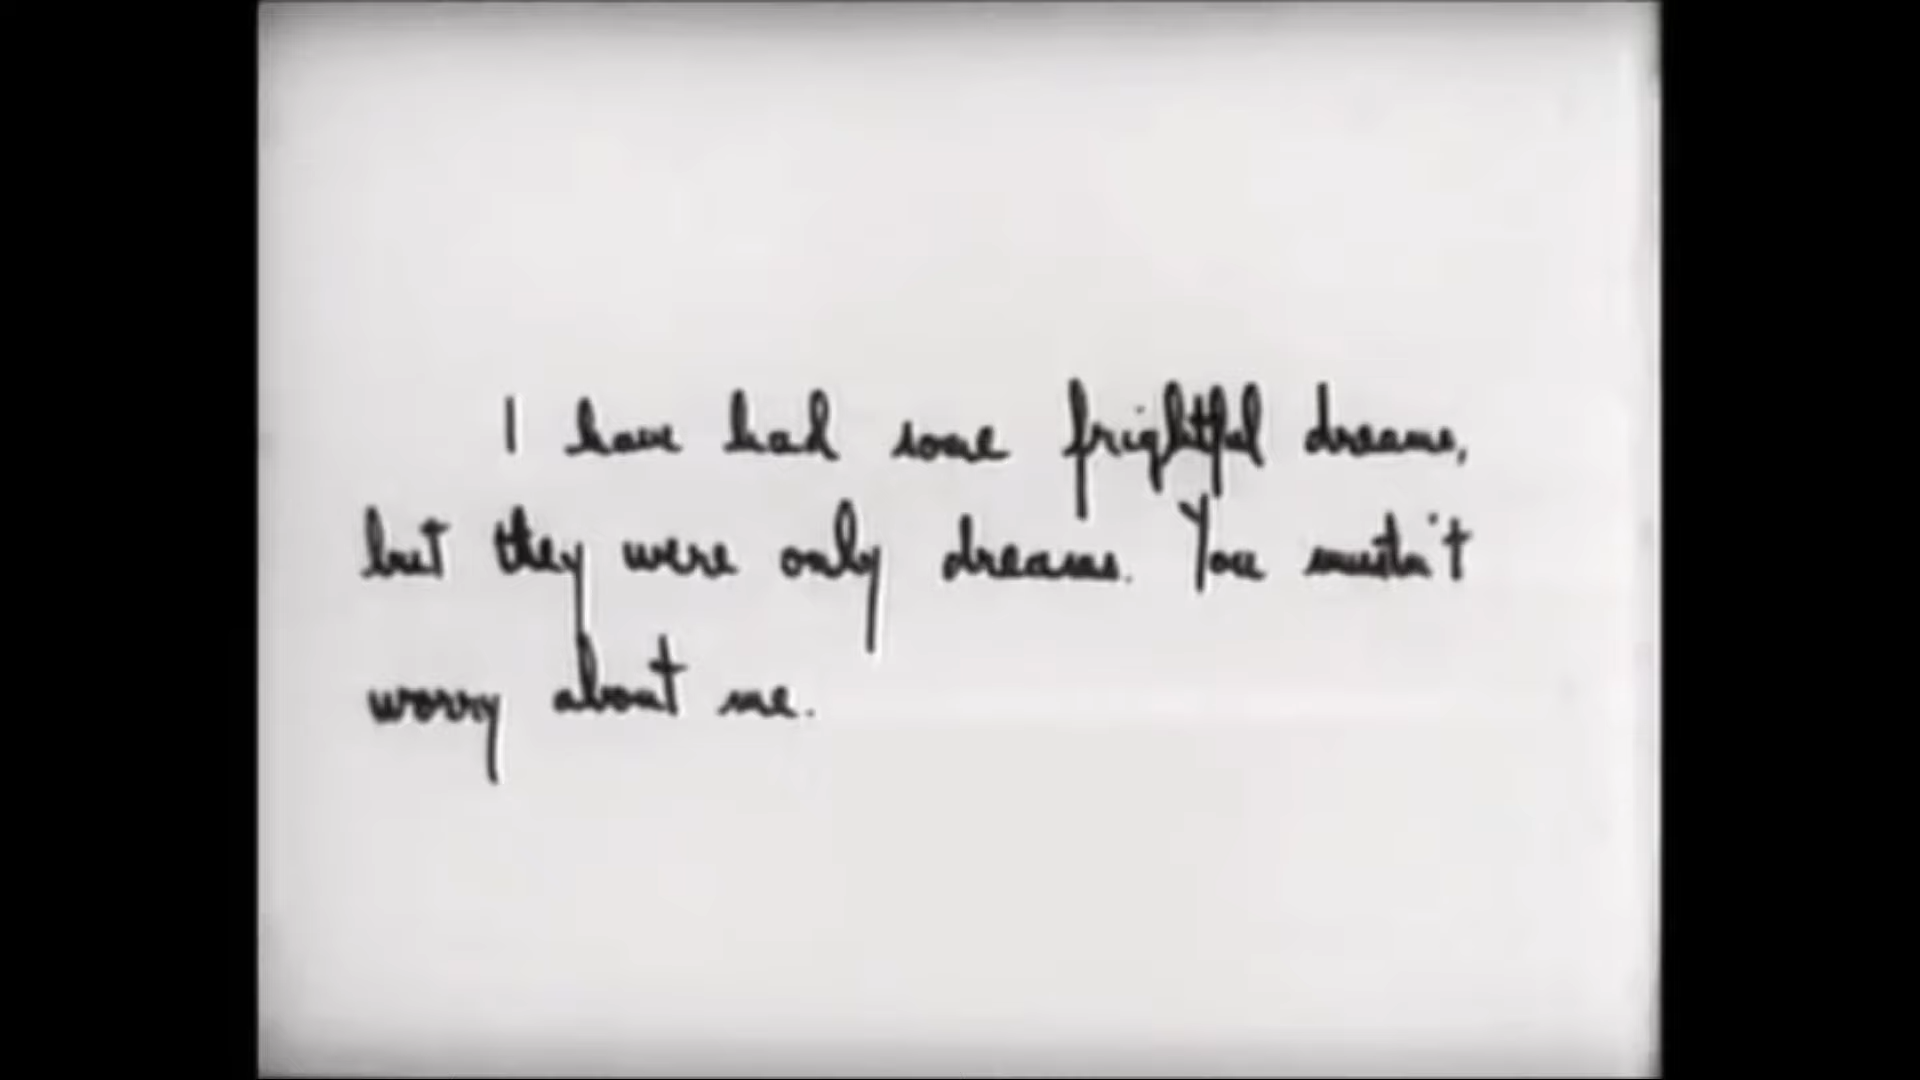 I have had some frightful dreams,
but they were only dreams. You mustn't
worry about me.